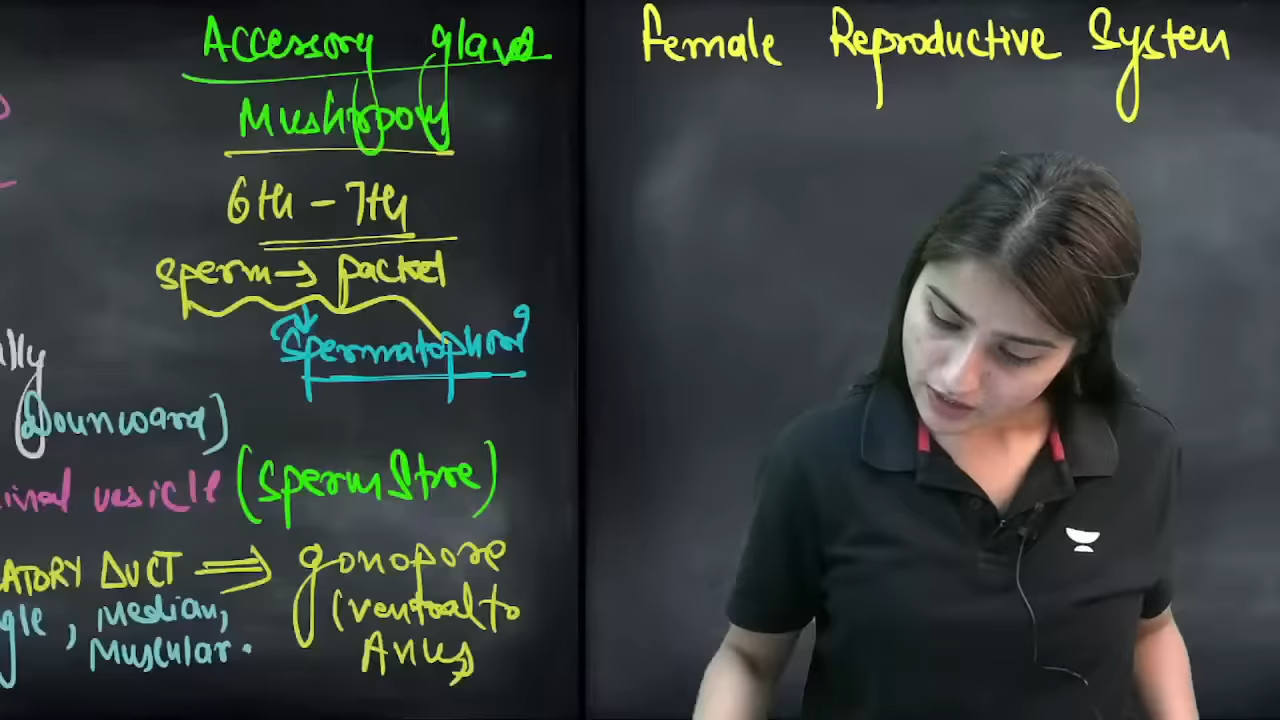 Accessory gland
Mushroom
6th - 7th
sperm → packet
Spermatophore
ally
Downward)
inal vesicle (sperm Store)
ATORY DUCT ⇒ gonopore
gle, Median, (ventral to
Muscular. Anus
Female Reproductive System